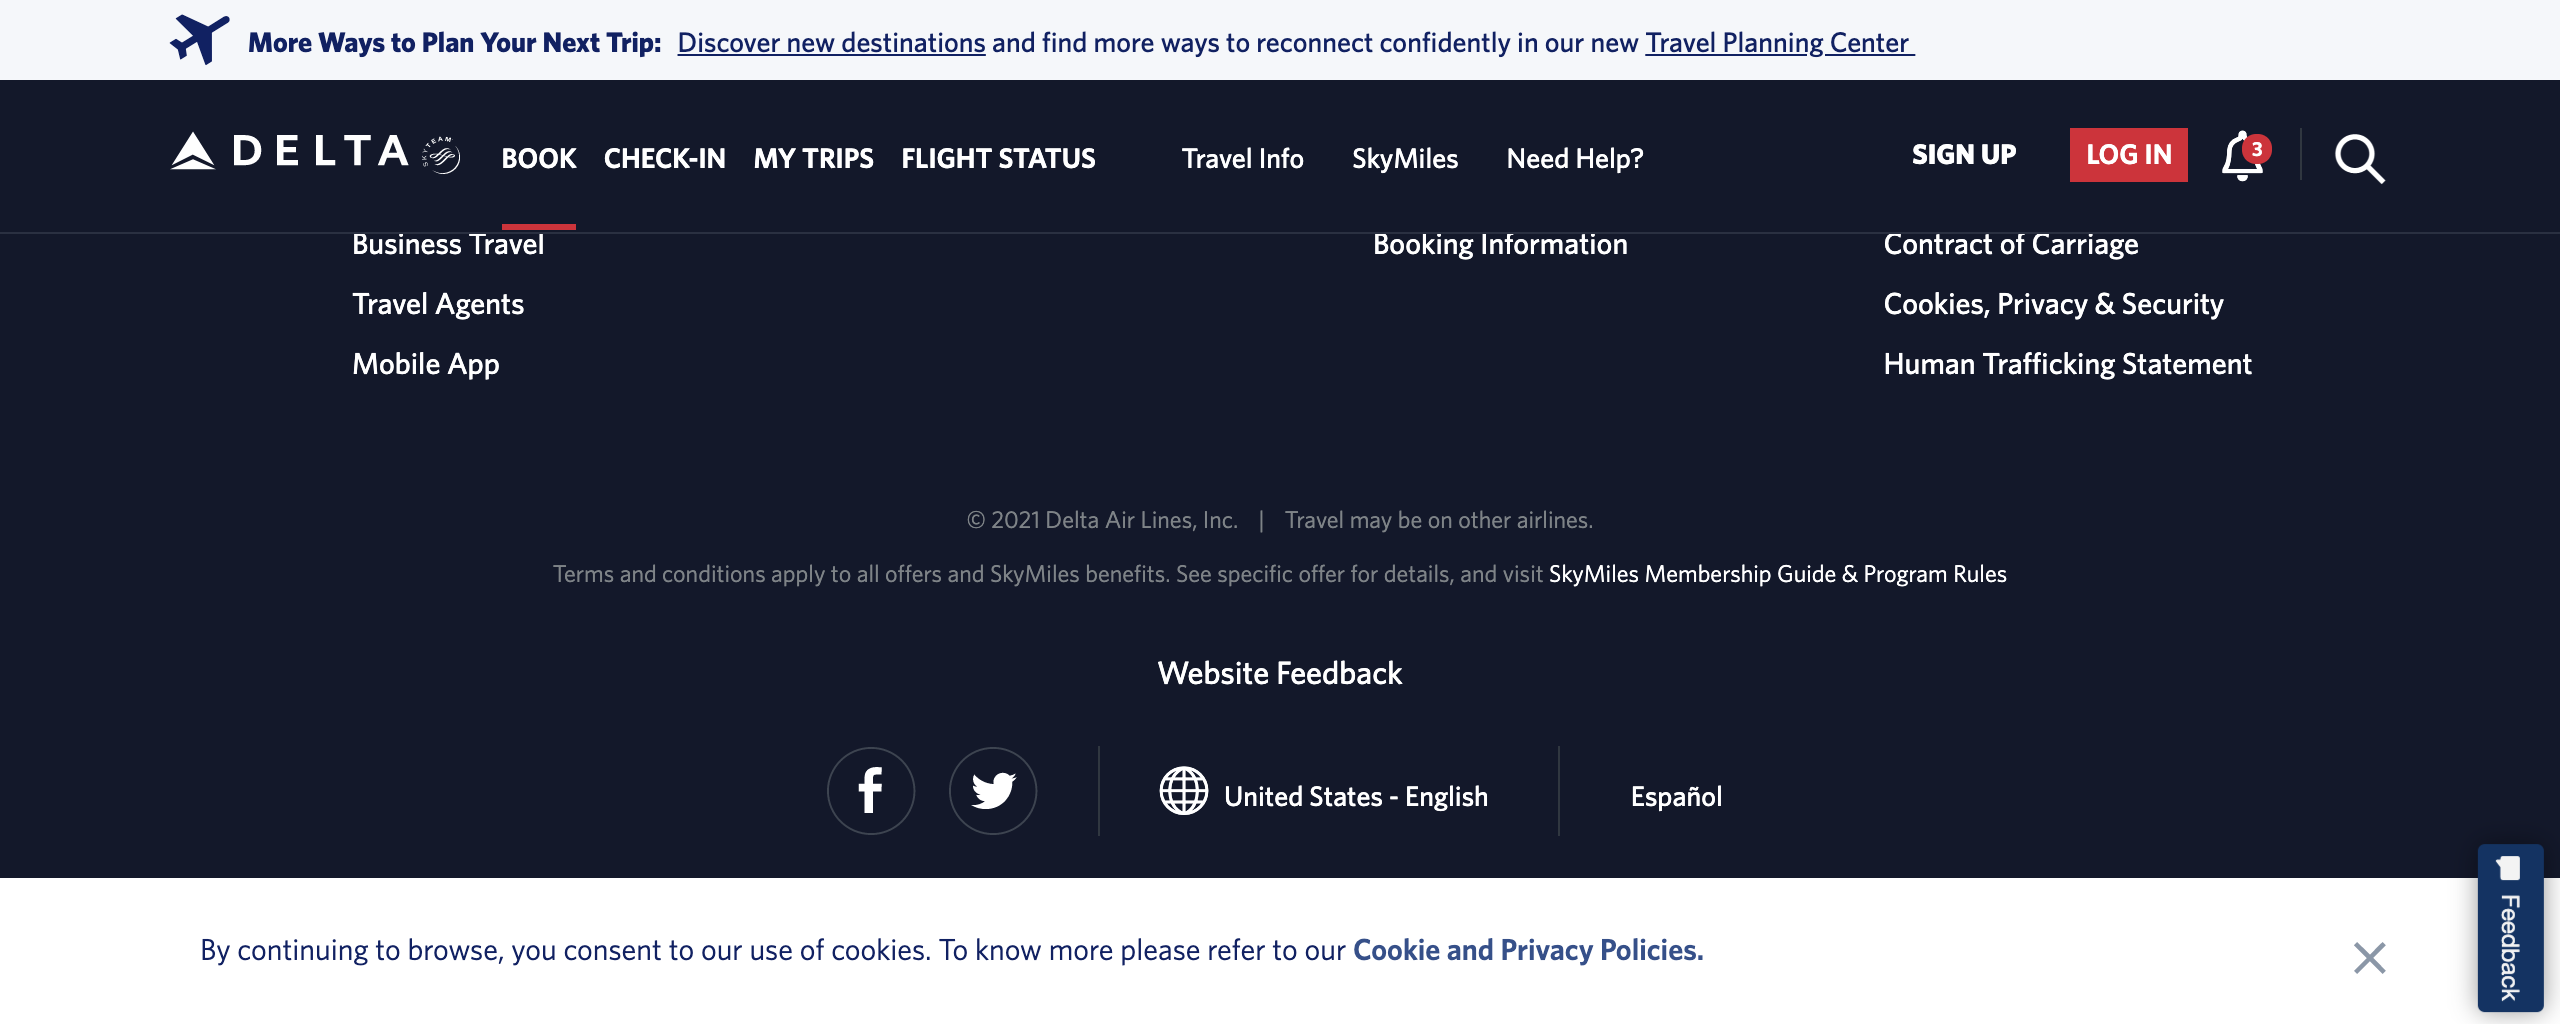 More Ways to Plan Your Next Trip: Discover new destinations and find more ways to reconnect confidently in our new Travel Planning Center
DELTA SKYTEAM BOOK CHECK-IN MY TRIPS FLIGHT STATUS Travel Info SkyMiles Need Help? SIGN UP LOG IN 3
Business Travel Booking Information Contract of Carriage
Travel Agents Cookies, Privacy & Security
Mobile App Human Trafficking Statement
© 2021 Delta Air Lines, Inc. | Travel may be on other airlines.
Terms and conditions apply to all offers and SkyMiles benefits. See specific offer for details, and visit SkyMiles Membership Guide & Program Rules
Website Feedback
f United States - English Español
Feedback
By continuing to browse, you consent to our use of cookies. To know more please refer to our Cookie and Privacy Policies.